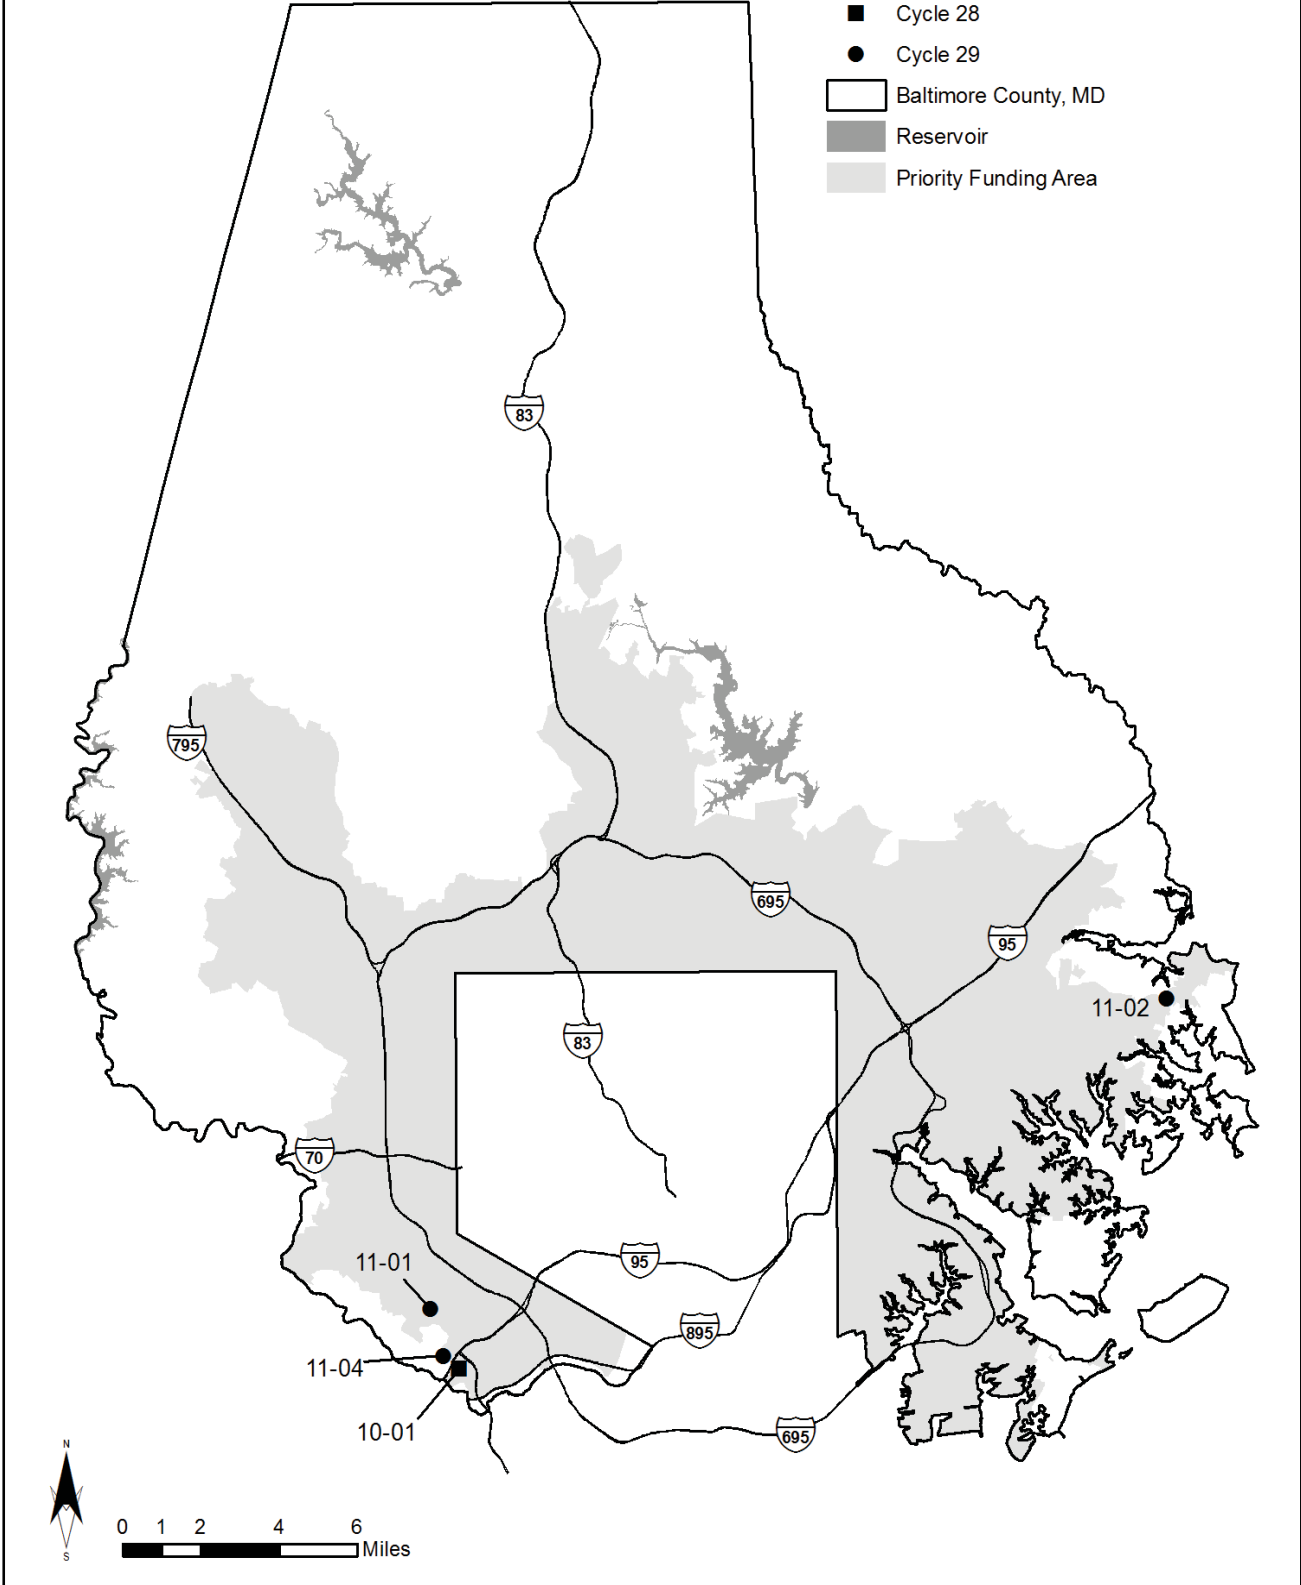 Cycle 28
Cycle 29
Baltimore County, MD
Reservoir
Priority Funding Area
83
795
695
95
11-02
83
70
95
11-01
895
11-04
10-01
695
N
S
0 1 2 4 6
Miles